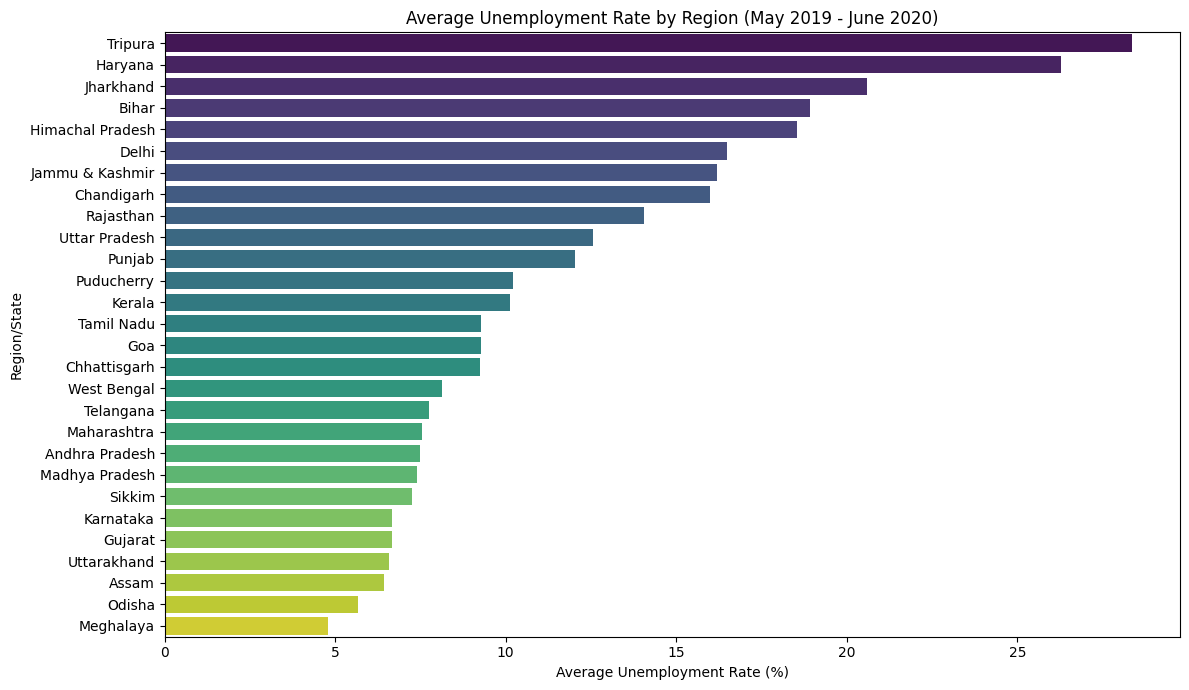 Average Unemployment Rate by Region (May 2019 - June 2020)
Region/State
Tripura
Haryana
Jharkhand
Bihar
Himachal Pradesh
Delhi
Jammu & Kashmir
Chandigarh
Rajasthan
Uttar Pradesh
Punjab
Puducherry
Kerala
Tamil Nadu
Goa
Chhattisgarh
West Bengal
Telangana
Maharashtra
Andhra Pradesh
Madhya Pradesh
Sikkim
Karnataka
Gujarat
Uttarakhand
Assam
Odisha
Meghalaya
0 5 10 15 20 25
Average Unemployment Rate (%)